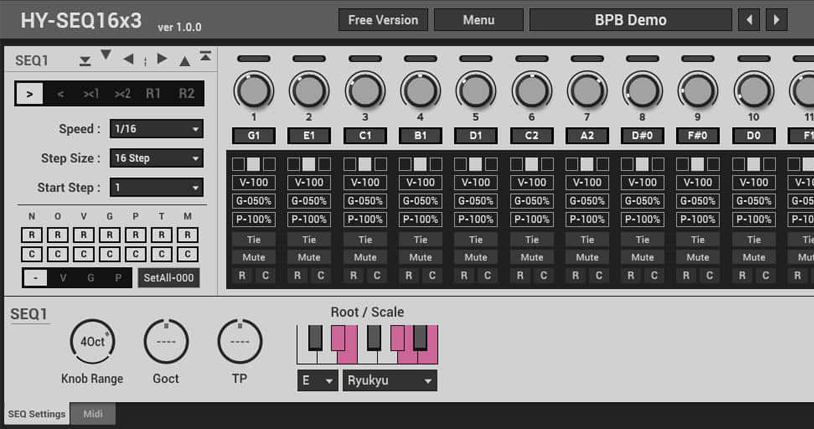 HY-SEQ16x3 ver 1.0.0 Free Version Menu BPB Demo
SEQ1
> < ><1 ><2 R1 R2
Speed : 1/16
Step Size : 16 Step
Start Step : 1
N O V G P T M
R R R R R R R
C C C C C C C
- V G P SetAll-000
1 2 3 4 5 6 7 8 9 10 11
G1 E1 C1 B1 D1 C2 A2 D#0 F#0 D0
V-100 V-100 V-100 V-100 V-100 V-100 V-100 V-100 V-100 V-100
G-050% G-050% G-050% G-050% G-050% G-050% G-050% G-050% G-050% G-050%
P-100% P-100% P-100% P-100% P-100% P-100% P-100% P-100% P-100% P-100%
Tie Tie Tie Tie Tie Tie Tie Tie Tie Tie
Mute Mute Mute Mute Mute Mute Mute Mute Mute Mute
R C R C R C R C R C R C R C R C R C R C R
SEQ1
Root / Scale
4Oct ---- ----
Knob Range Goct TP
E Ryukyu
SEQ Settings Midi